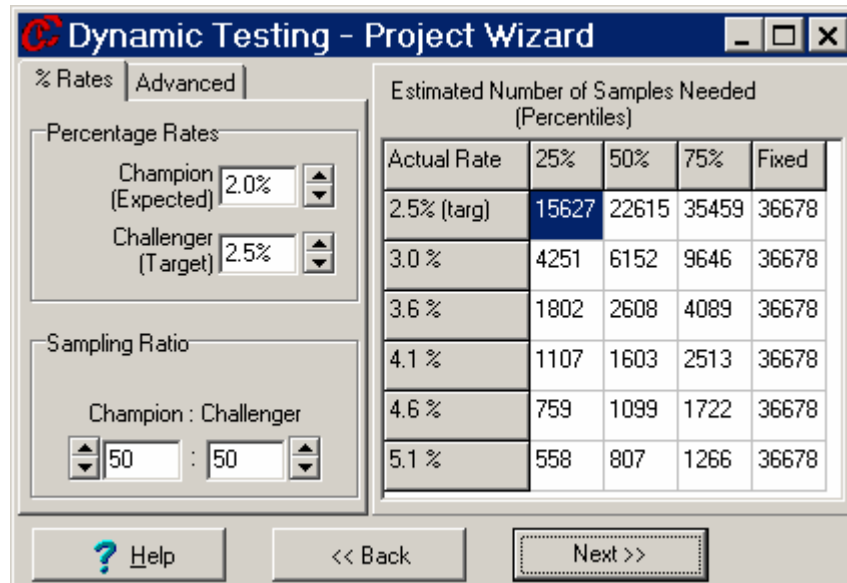 Dynamic Testing - Project Wizard
% Rates Advanced
Percentage Rates
Champion
(Expected) 2.0%
Challenger
(Target) 2.5%
Sampling Ratio
Champion : Challenger
50 : 50
Estimated Number of Samples Needed
(Percentiles)
Actual Rate 25% 50% 75% Fixed
2.5% (targ) 15627 22615 35459 36678
3.0 % 4251 6152 9646 36678
3.6 % 1802 2608 4089 36678
4.1 % 1107 1603 2513 36678
4.6 % 759 1099 1722 36678
5.1 % 558 807 1266 36678
? Help << Back Next >>